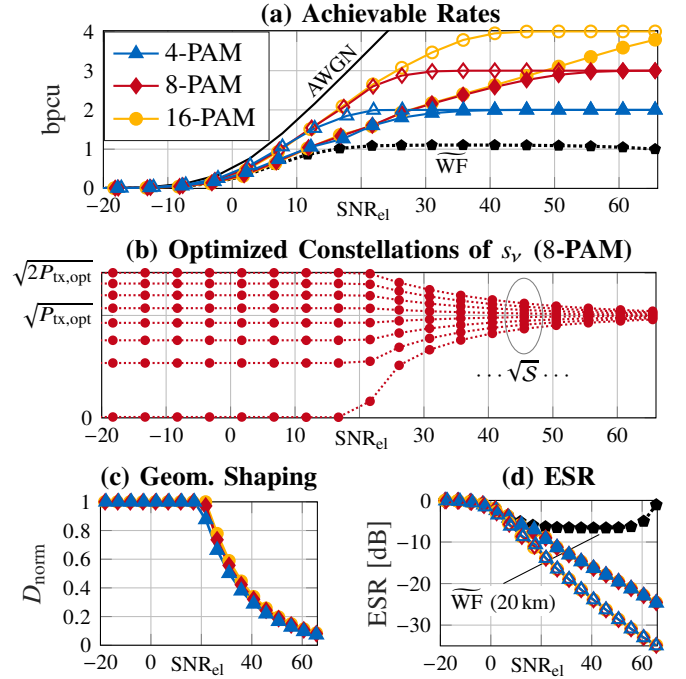 (a) Achievable Rates
bpcu
4
3
2
1
0
4-PAM
8-PAM
16-PAM
AWGN
W̃F̃
−20 −10 0 10 20 30 40 50 60
SNRel
(b) Optimized Constellations of sν (8-PAM)
√2Ptx,opt
√Ptx,opt
0
··· √S ···
−20 −10 0 10 20 30 40 50 60
SNRel
(c) Geom. Shaping
Dnorm
1
0.8
0.6
0.4
0.2
0
−20 0 20 40 60
SNRel
(d) ESR
ESR [dB]
0
−10
−20
−30
W̃F̃ (20 km)
−20 0 20 40 60
SNRel